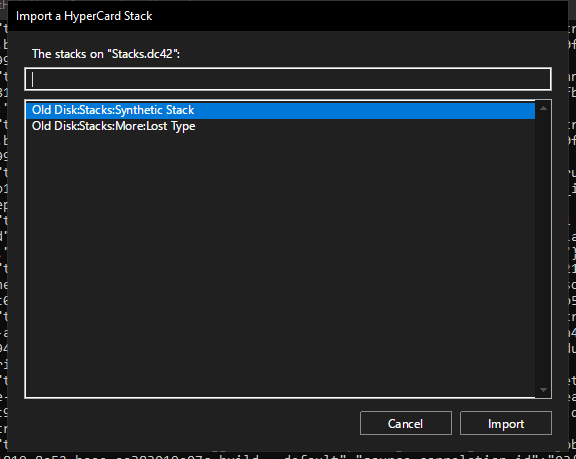 Import a HyperCard Stack
The stacks on "Stacks.dc42":
Old Disk:Stacks:Synthetic Stack
Old Disk:Stacks:More:Lost Type
Cancel
Import